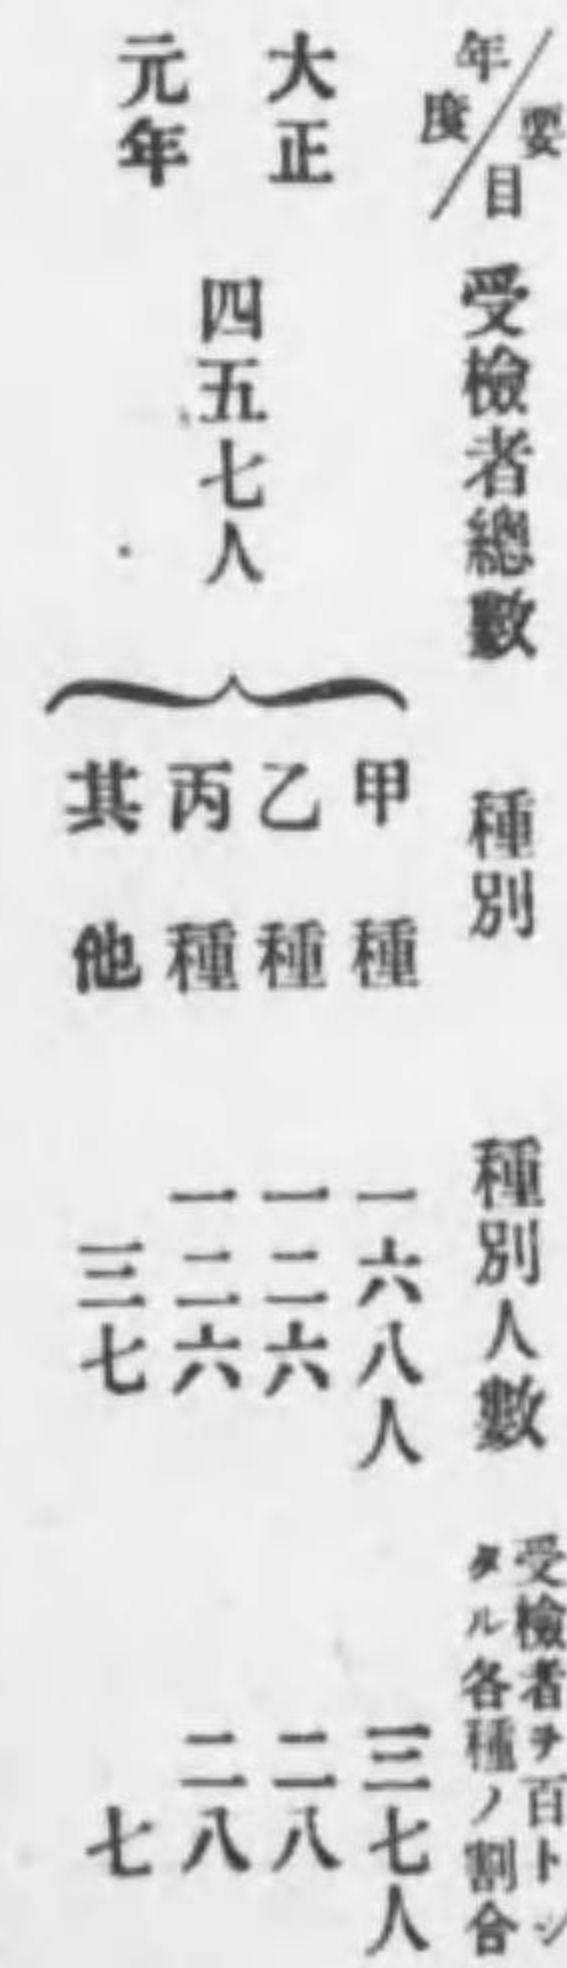 年度/要目 受檢者總數 種別 種別人數 受檢者ヲ百トシ
タル各種ノ割合
甲種 一六八人 三七人
大正 乙種 一二六 二八
四五七人
丙種 一二六 二八
元年 其他 三七 七